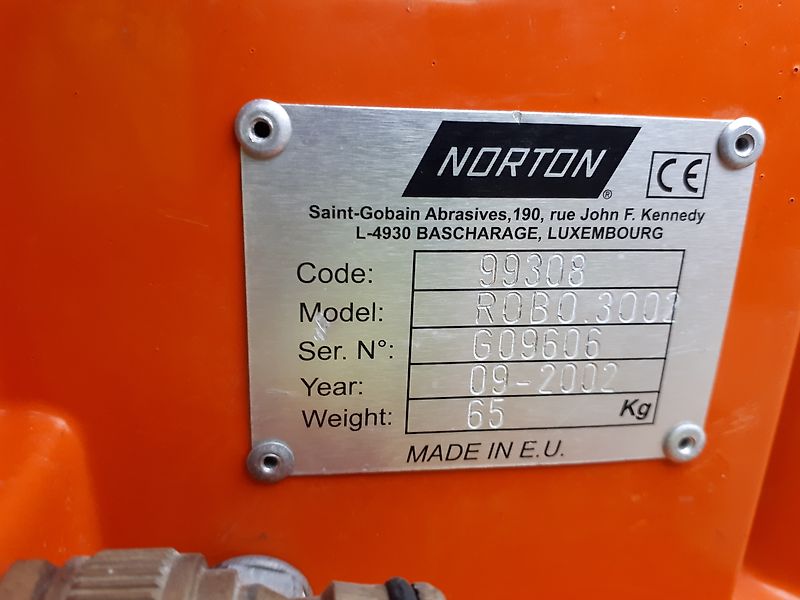 NORTON ®
CE
Saint-Gobain Abrasives,190, rue John F. Kennedy
L-4930 BASCHARAGE, LUXEMBOURG
Code: 99308
Model: ROBO.3002
Ser. N°: G09606
Year: 09-2002
Weight: 65 Kg
MADE IN E.U.